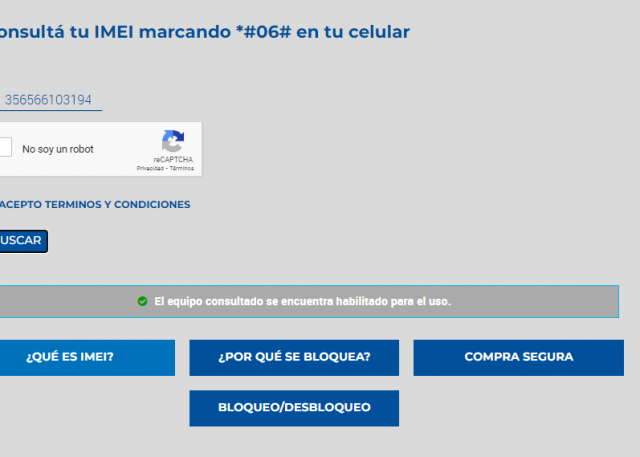 onsultá tu IMEI marcando *#06# en tu celular
356566103194
No soy un robot
reCAPTCHA
Privacidad - Términos
ACEPTO TERMINOS Y CONDICIONES
USCAR
El equipo consultado se encuentra habilitado para el uso.
¿QUÉ ES IMEI?
¿POR QUÉ SE BLOQUEA?
COMPRA SEGURA
BLOQUEO/DESBLOQUEO